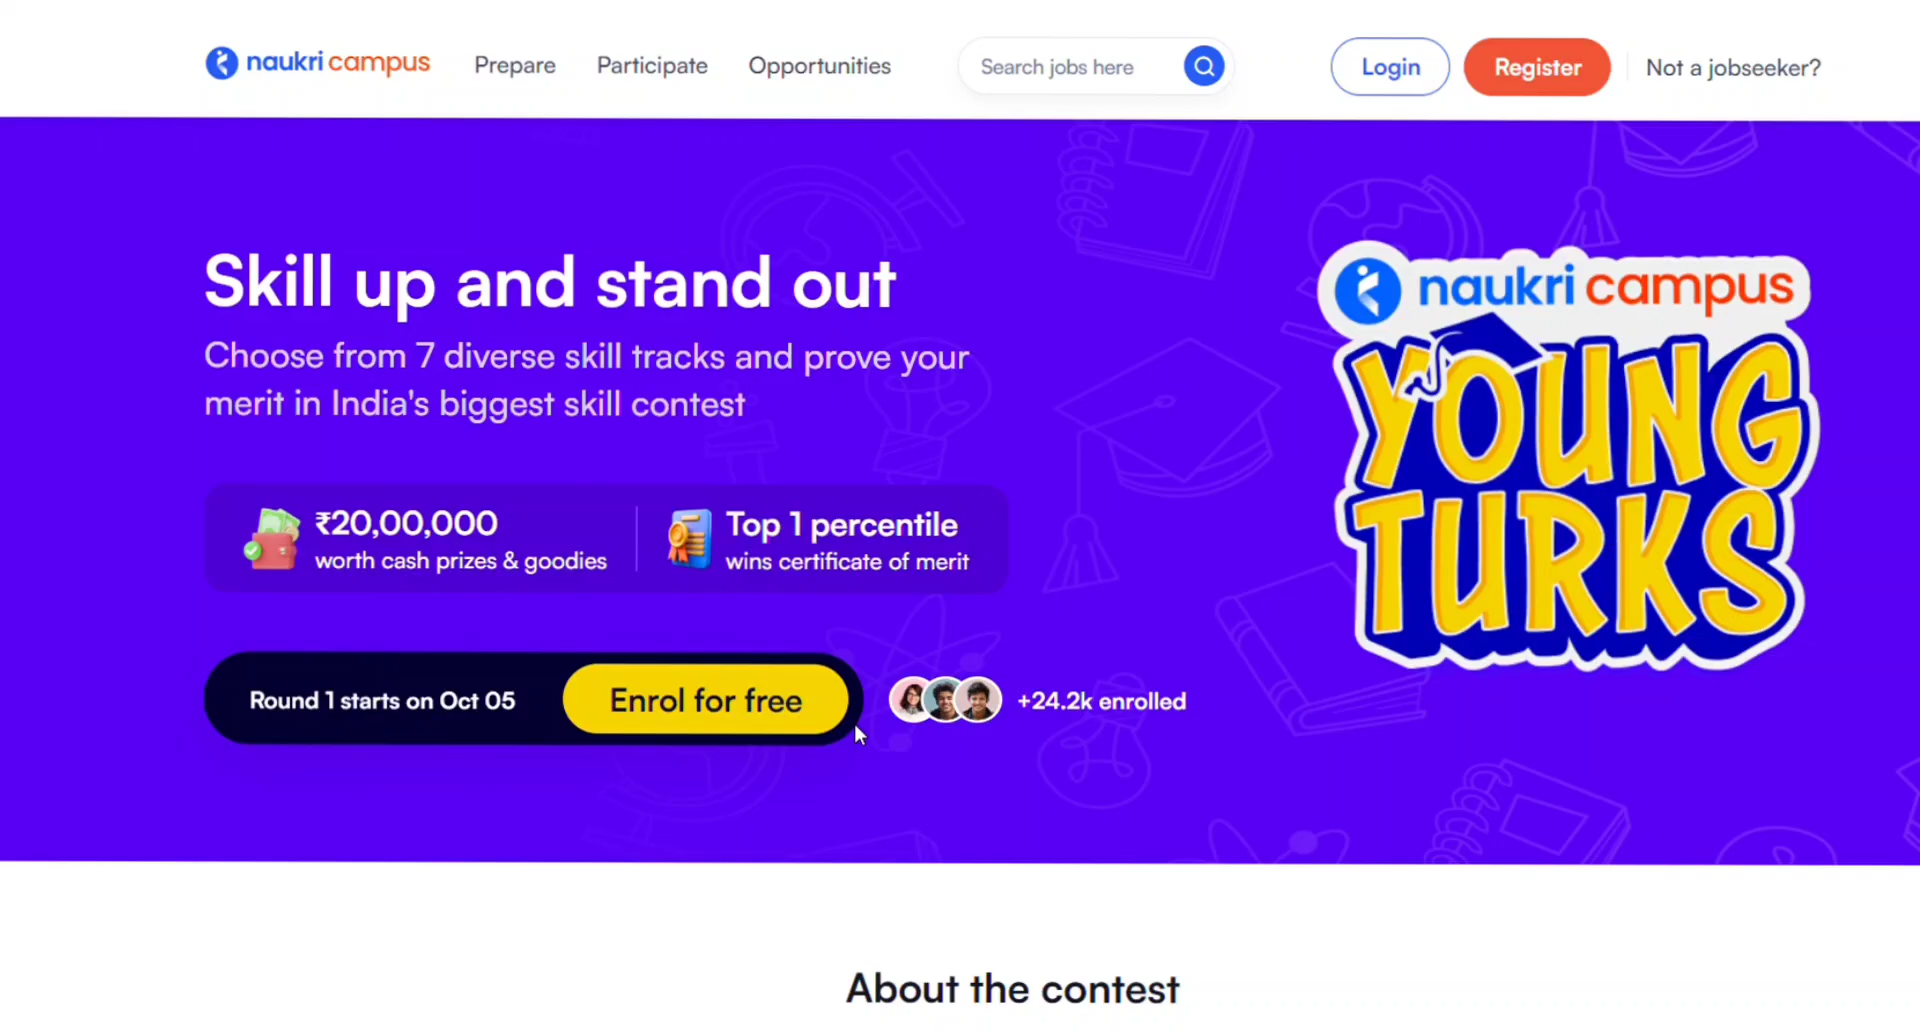 naukri campus
Prepare
Participate
Opportunities
Search jobs here
Login
Register
Not a jobseeker?
Skill up and stand out
Choose from 7 diverse skill tracks and prove your
merit in India's biggest skill contest
₹20,00,000
worth cash prizes & goodies
Top 1 percentile
wins certificate of merit
Round 1 starts on Oct 05
Enrol for free
+24.2k enrolled
naukri campus
YOUNG
TURKS
About the contest